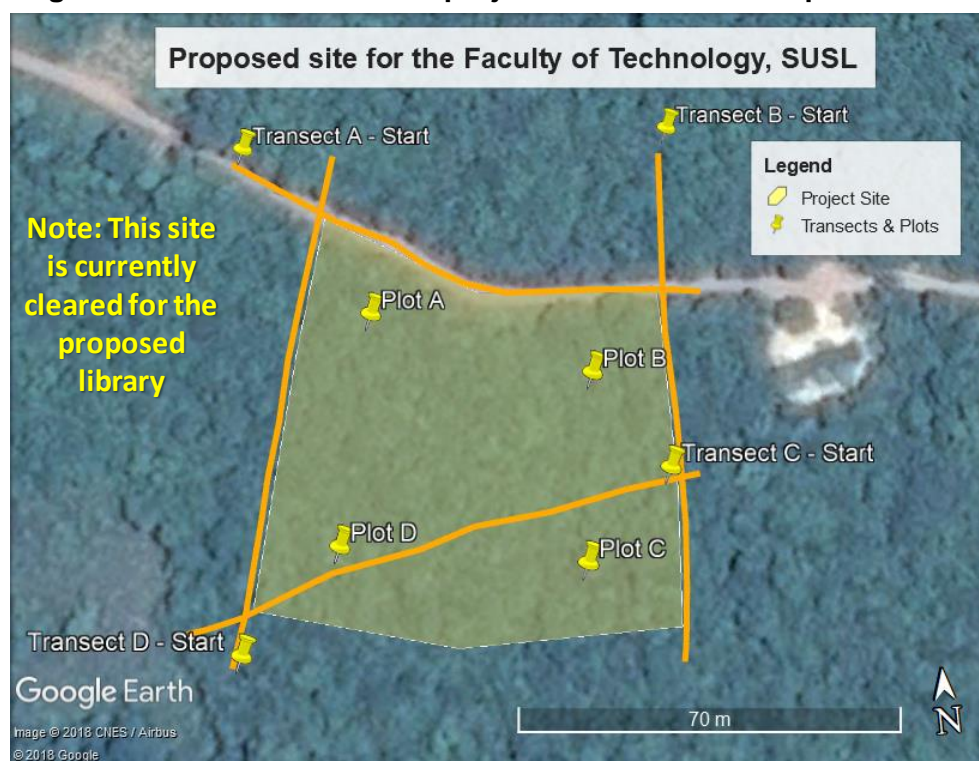 Proposed site for the Faculty of Technology, SUSL
Transect A - Start
Transect B - Start
Legend
Project Site
Transects & Plots
Note: This site
is currently
cleared for the
proposed
library
Plot A
Plot B
Transect C - Start
Plot D
Plot C
Transect D - Start
Google Earth
Image © 2018 CNES / Airbus
© 2018 Google
70 m
N